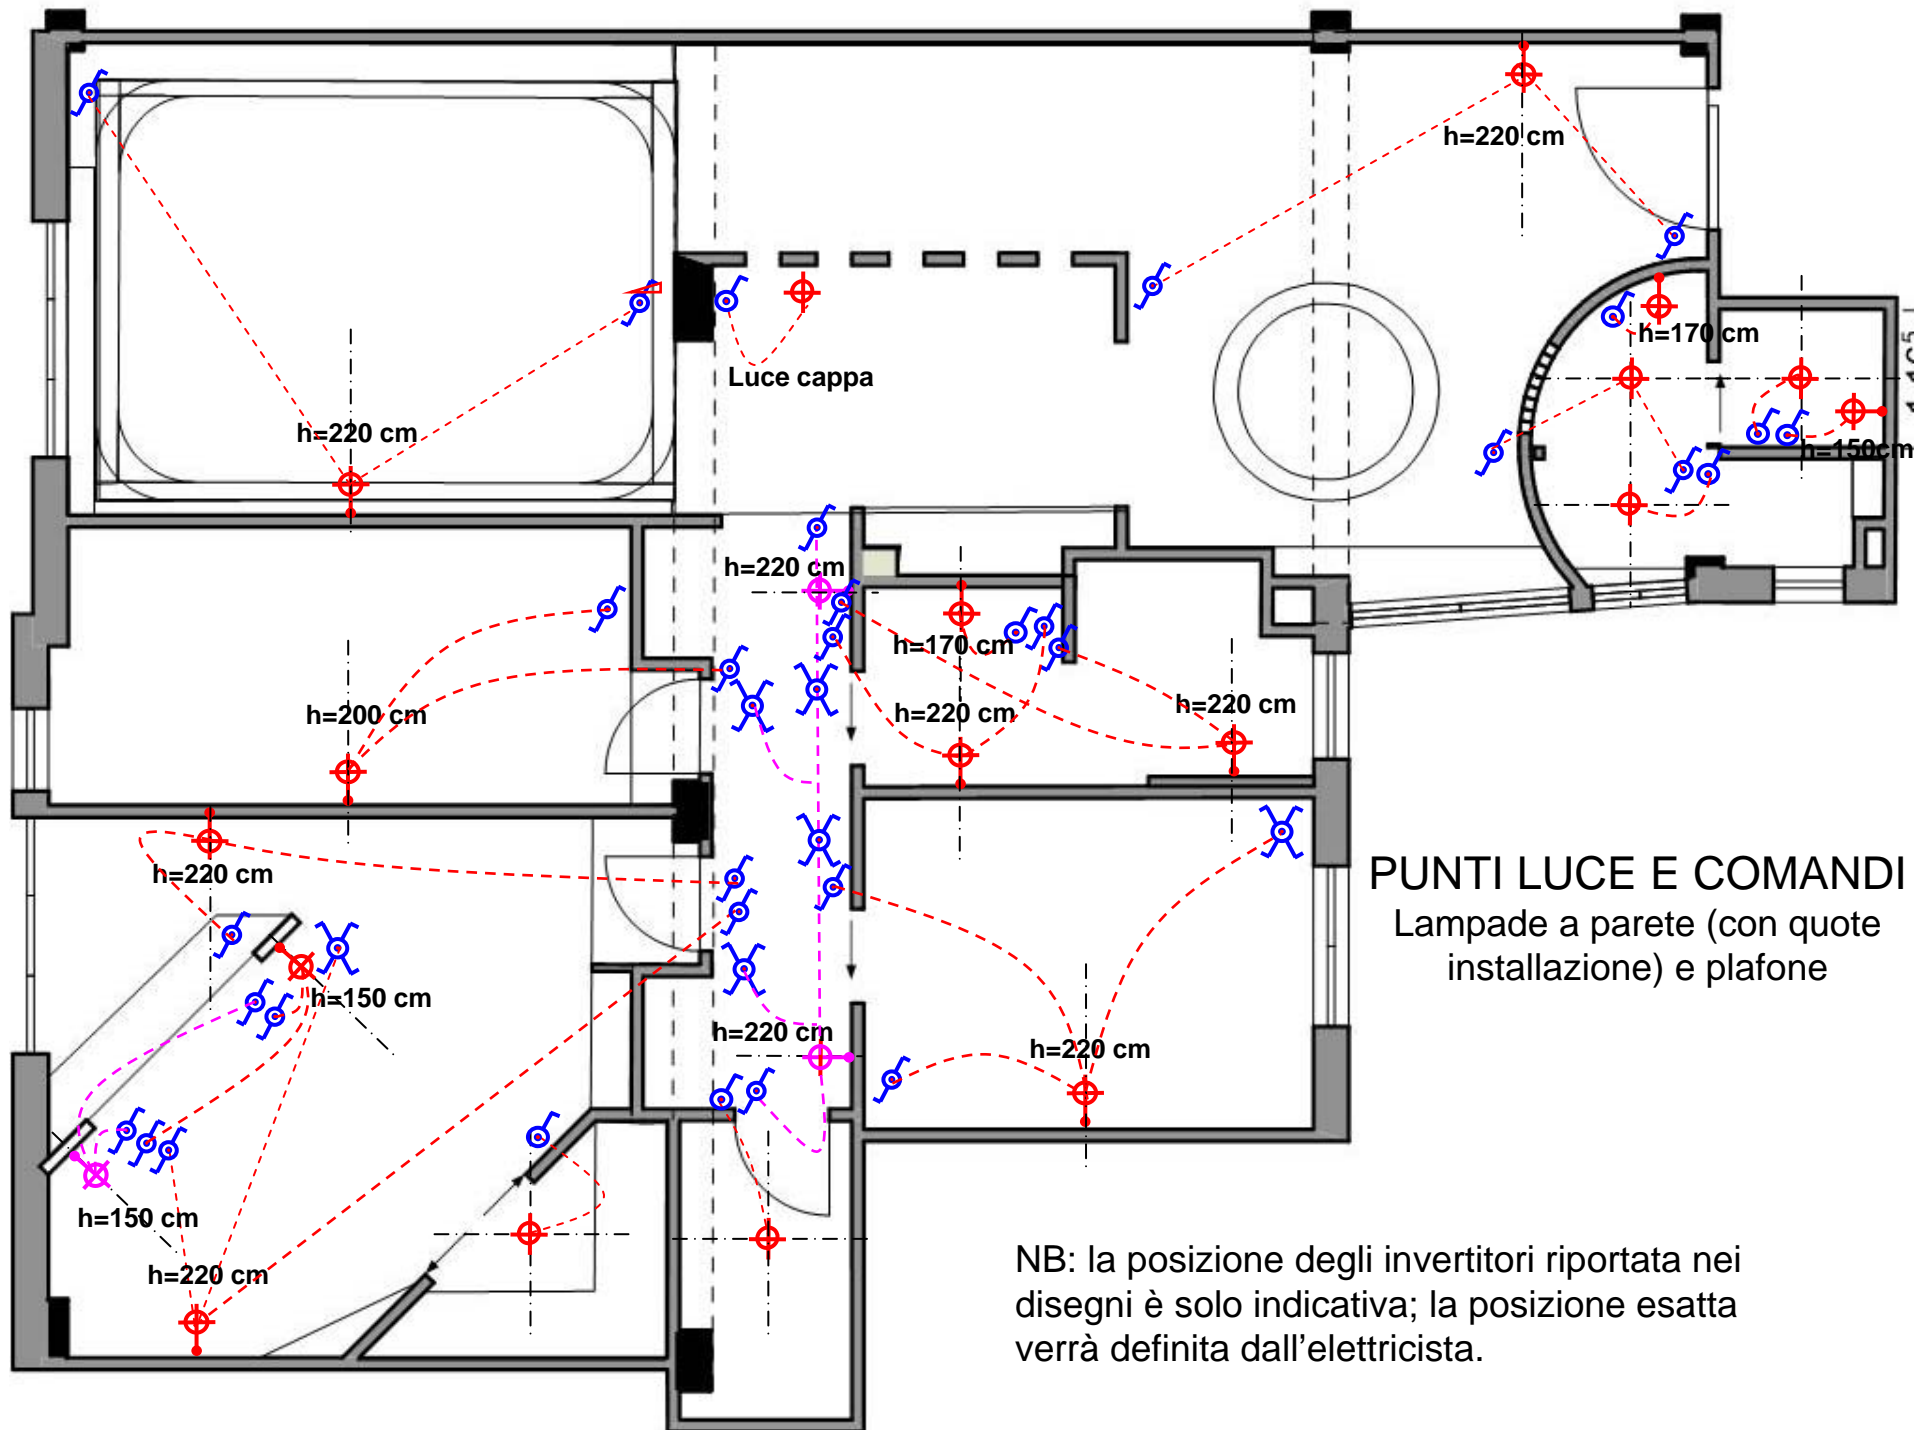 h=220 cm
h=170 cm
Luce cappa
h=220 cm
h=150cm
h=220 cm
h=170 cm
h=220 cm
h=200 cm
h=220 cm
PUNTI LUCE E COMANDI
h=220 cm
Lampade a parete (con quote
installazione) e plafone
h=150 cm
h=220 cm
h=220 cm
h=150 cm
h=220 cm
NB: la posizione degli invertitori riportata nei
disegni è solo indicativa; la posizione esatta
verrà definita dall’elettricista.